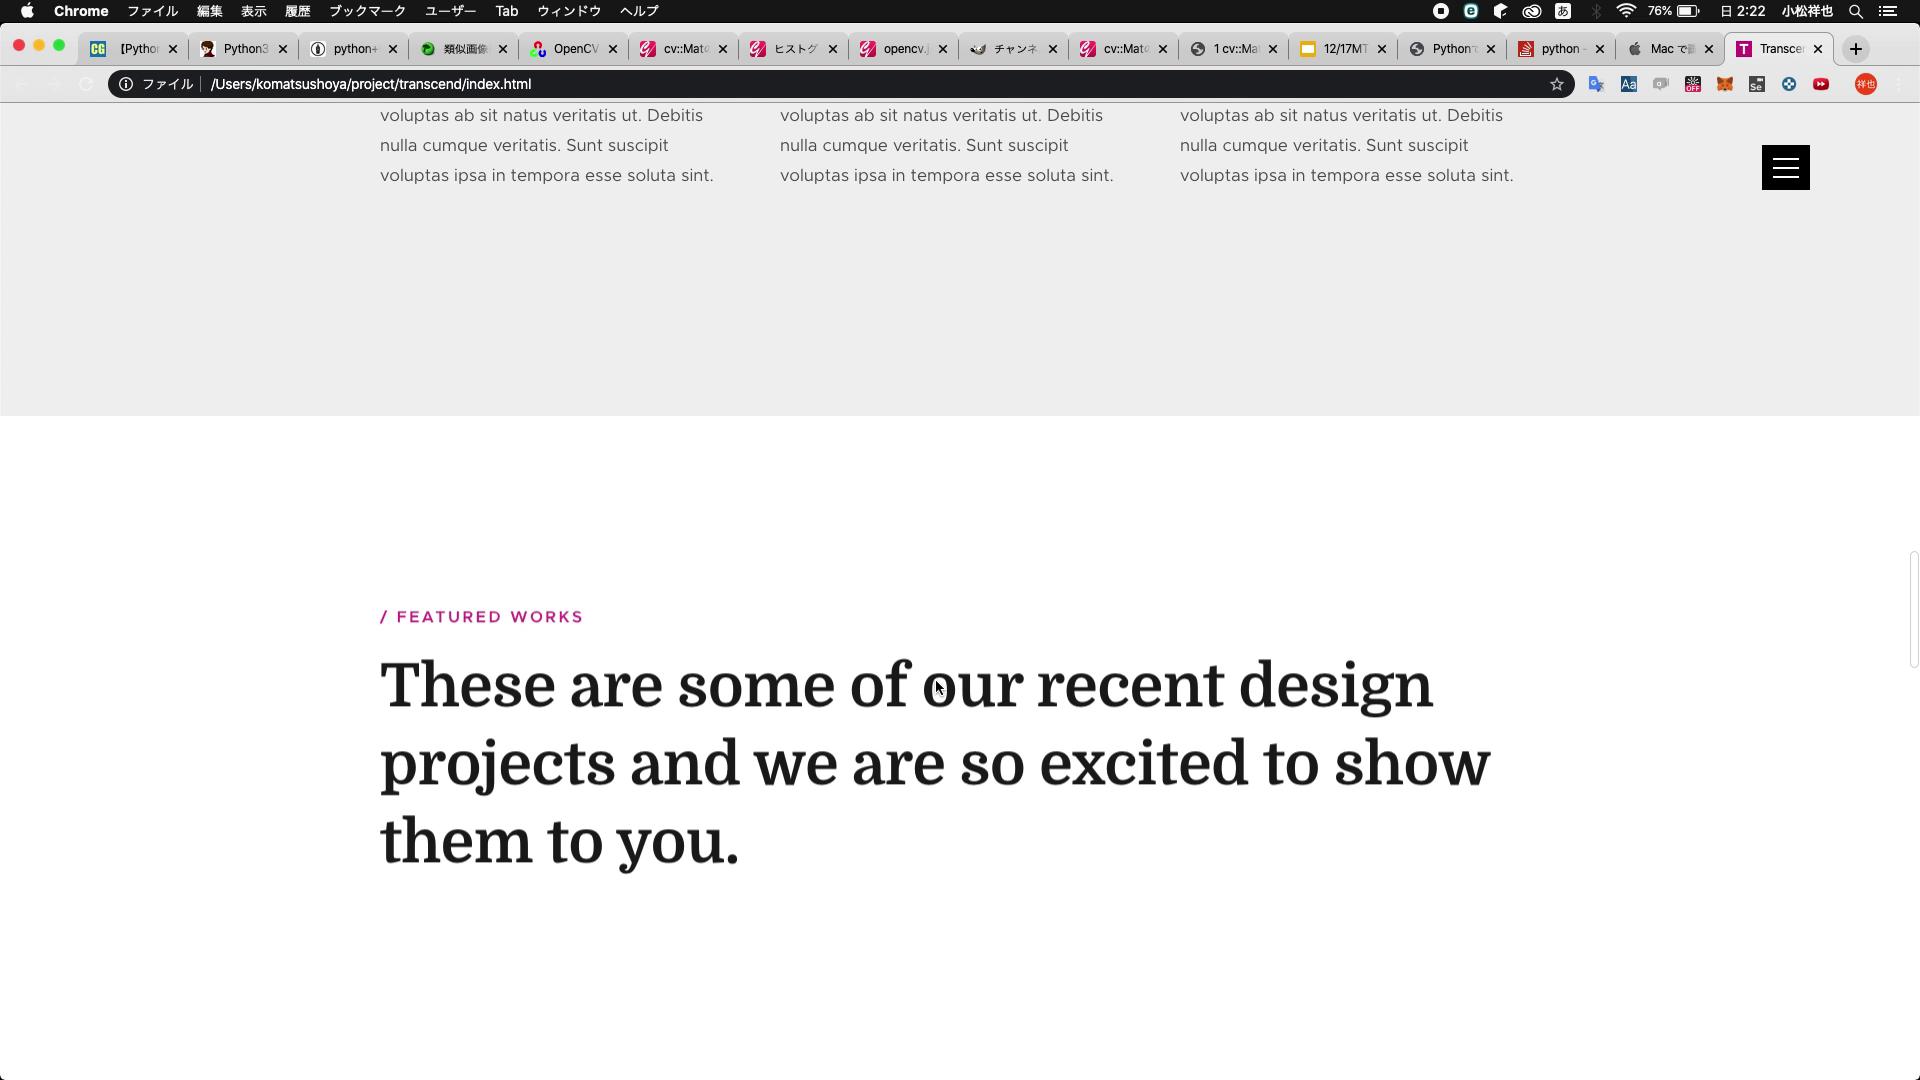 Chrome ファイル 編集 表示 履歴 ブックマーク ユーザー Tab ウィンドウ ヘルプ あ 76% 日 2:22 小松祥也
【Pytho Python3 python+ 類似画像 OpenCV cv::Mat ヒストグ opencv. チャンネ cv::Mat 1 cv::Ma 12/17MT Python python - Mac で Transce
ファイル /Users/komatsushoya/project/transcend/index.html Aa OFF Se 祥也
voluptas ab sit natus veritatis ut. Debitis
nulla cumque veritatis. Sunt suscipit
voluptas ipsa in tempora esse soluta sint.
voluptas ab sit natus veritatis ut. Debitis
nulla cumque veritatis. Sunt suscipit
voluptas ipsa in tempora esse soluta sint.
voluptas ab sit natus veritatis ut. Debitis
nulla cumque veritatis. Sunt suscipit
voluptas ipsa in tempora esse soluta sint.
/ FEATURED WORKS
These are some of our recent design
projects and we are so excited to show
them to you.